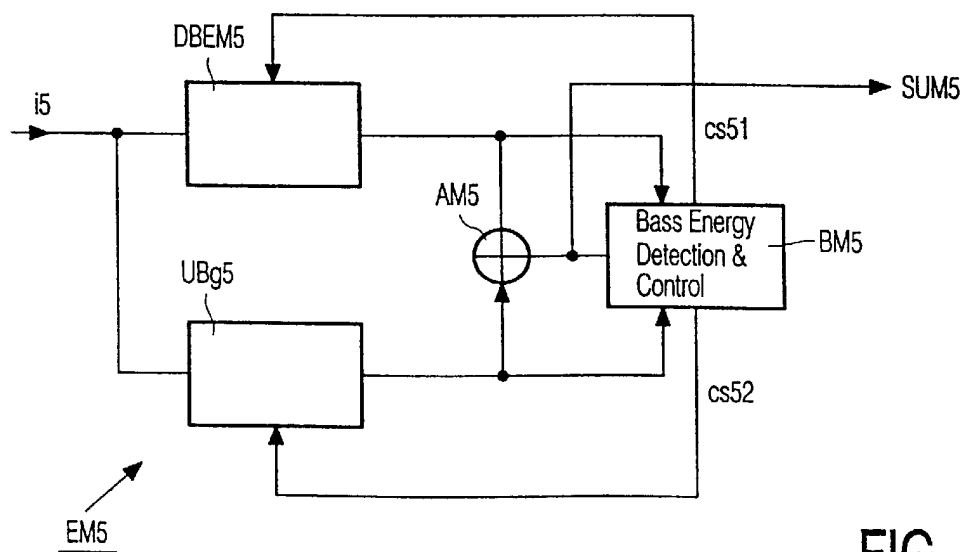 DBEM5
i5
SUM5
cs51
AM5
Bass Energy
Detection &
Control
BM5
UBg5
cs52
EM5
FIG